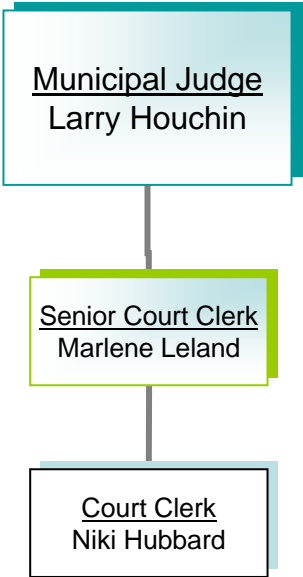 Municipal Judge
Larry Houchin
Senior Court Clerk
Marlene Leland
Court Clerk
Niki Hubbard